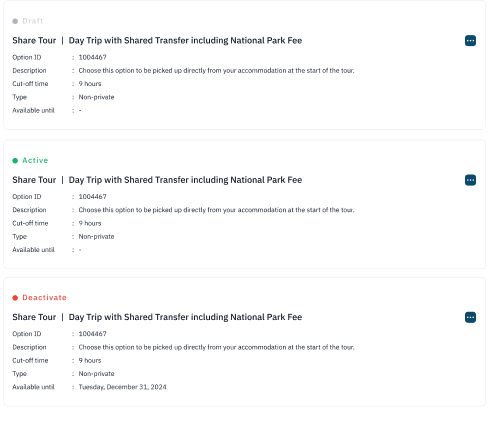 Draft
Share Tour | Day Trip with Shared Transfer including National Park Fee
Option ID : 1004467
Description : Choose this option to be picked up directly from your accommodation at the start of the tour.
Cut-off time : 9 hours
Type : Non-private
Available until : -
Active
Share Tour | Day Trip with Shared Transfer including National Park Fee
Option ID : 1004467
Description : Choose this option to be picked up directly from your accommodation at the start of the tour.
Cut-off time : 9 hours
Type : Non-private
Available until : -
Deactivate
Share Tour | Day Trip with Shared Transfer including National Park Fee
Option ID : 1004467
Description : Choose this option to be picked up directly from your accommodation at the start of the tour.
Cut-off time : 9 hours
Type : Non-private
Available until : Tuesday, December 31, 2024